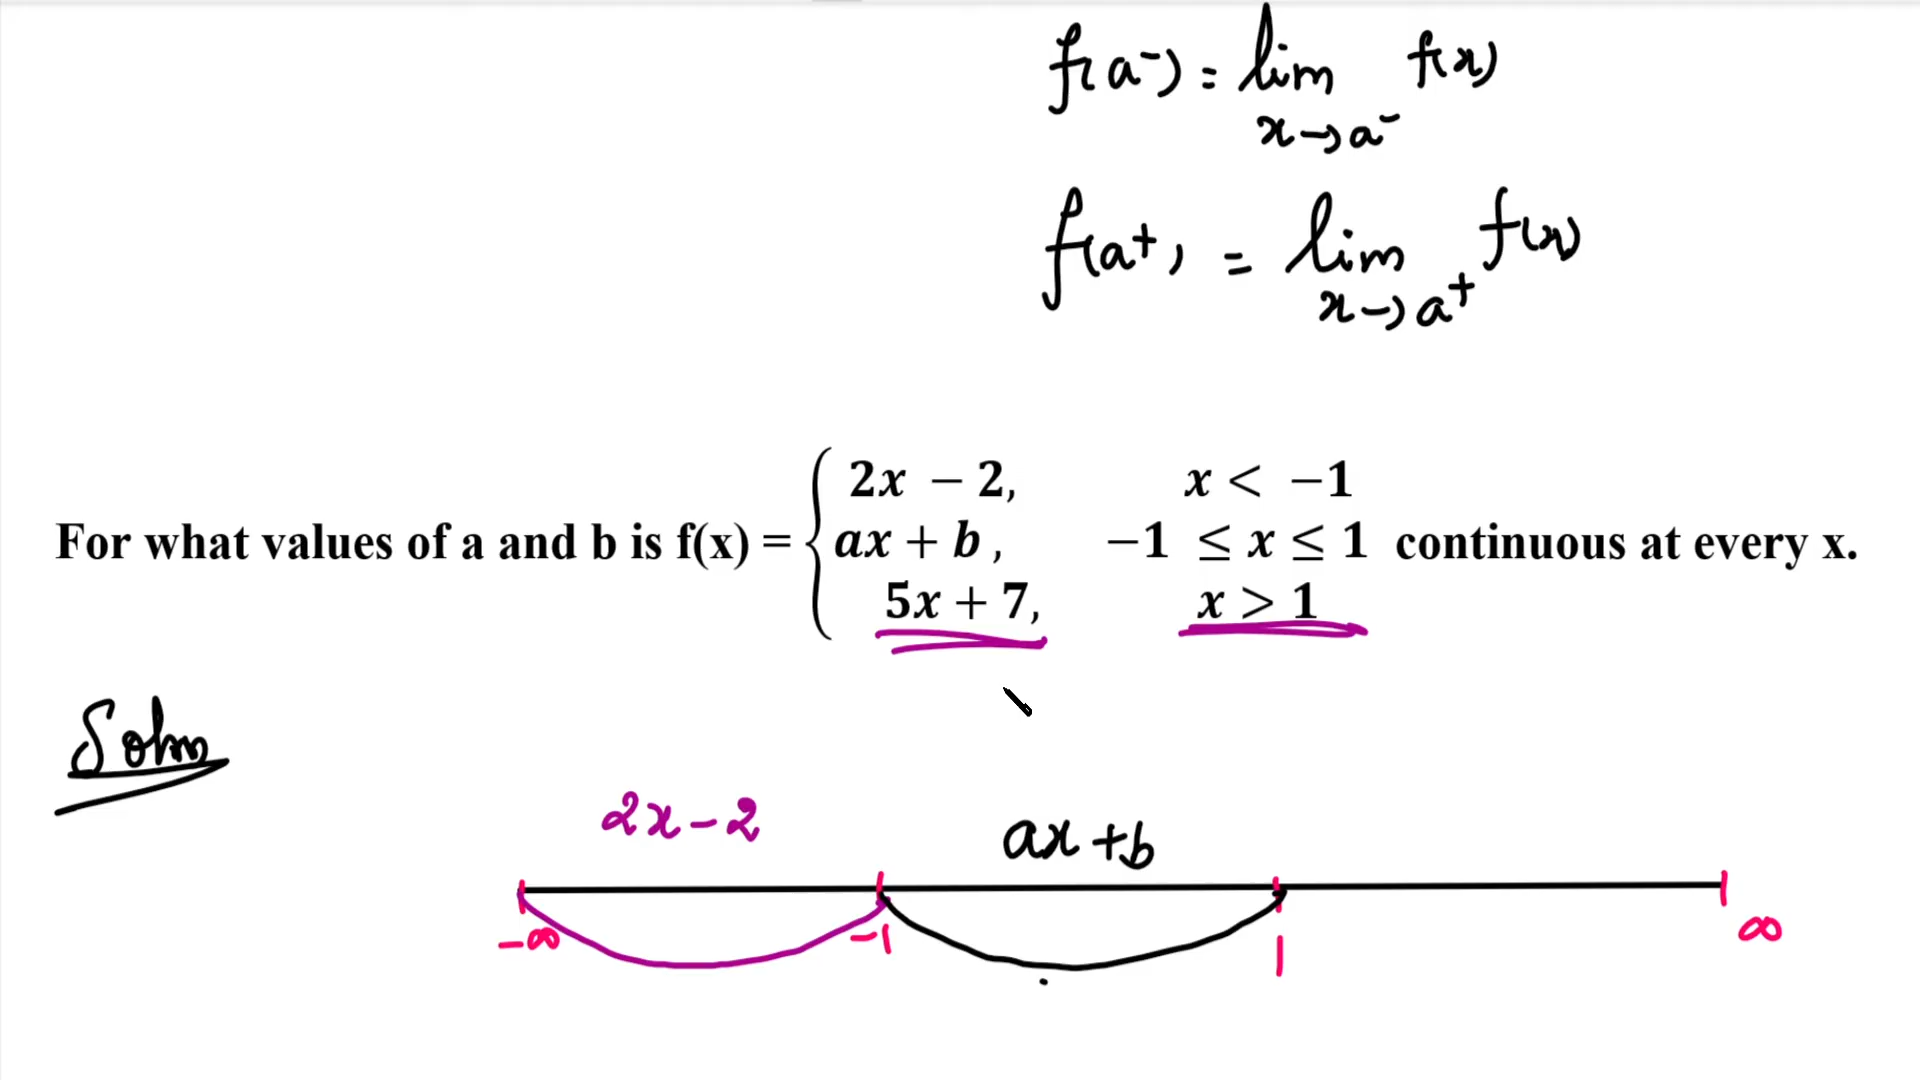 f(a⁻) = lim f(x)
x→a⁻
f(a⁺) = lim f(x)
x→a⁺
2x − 2, x < −1
For what values of a and b is f(x) = { ax + b , −1 ≤ x ≤ 1 continuous at every x.
5x + 7, x > 1
Soln
2x−2 ax+b
−∞ −1 1 ∞